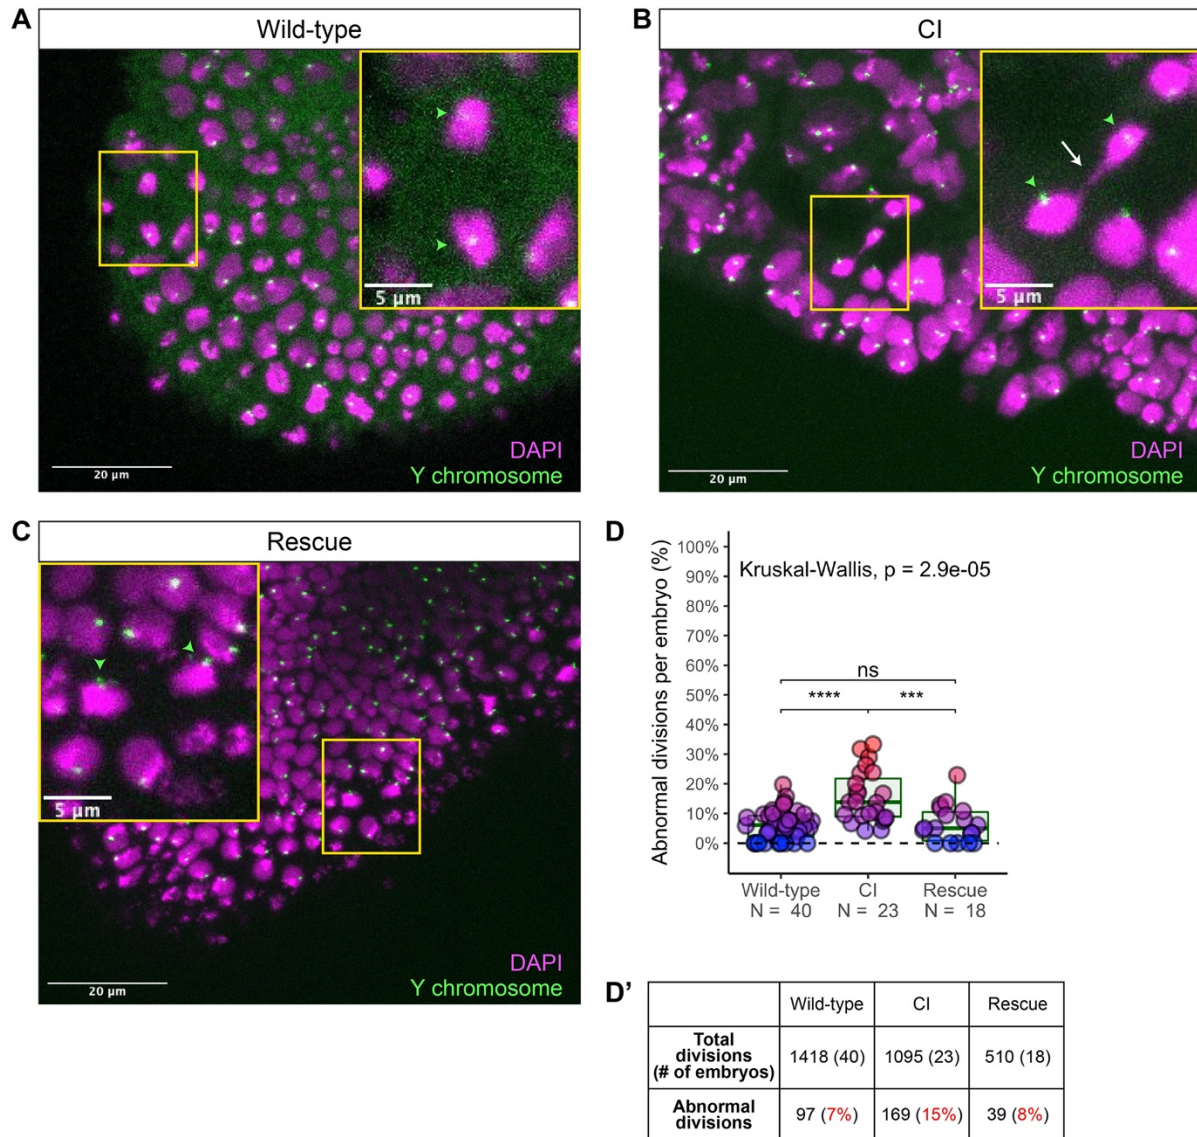 A
Wild-type
5 µm
DAPI
Y chromosome
20 µm
B
CI
5 µm
DAPI
Y chromosome
20 µm
C
Rescue
5 µm
DAPI
Y chromosome
20 µm
D
Abnormal divisions per embryo (%)
100%
90%
80%
70%
60%
50%
40%
30%
20%
10%
0%
Kruskal-Wallis, p = 2.9e-05
ns
**** ***
Wild-type CI Rescue
N = 40 N = 23 N = 18
D'
Wild-type CI Rescue
Total
divisions
(# of embryos)
1418 (40) 1095 (23) 510 (18)
Abnormal
divisions
97 (7%) 169 (15%) 39 (8%)